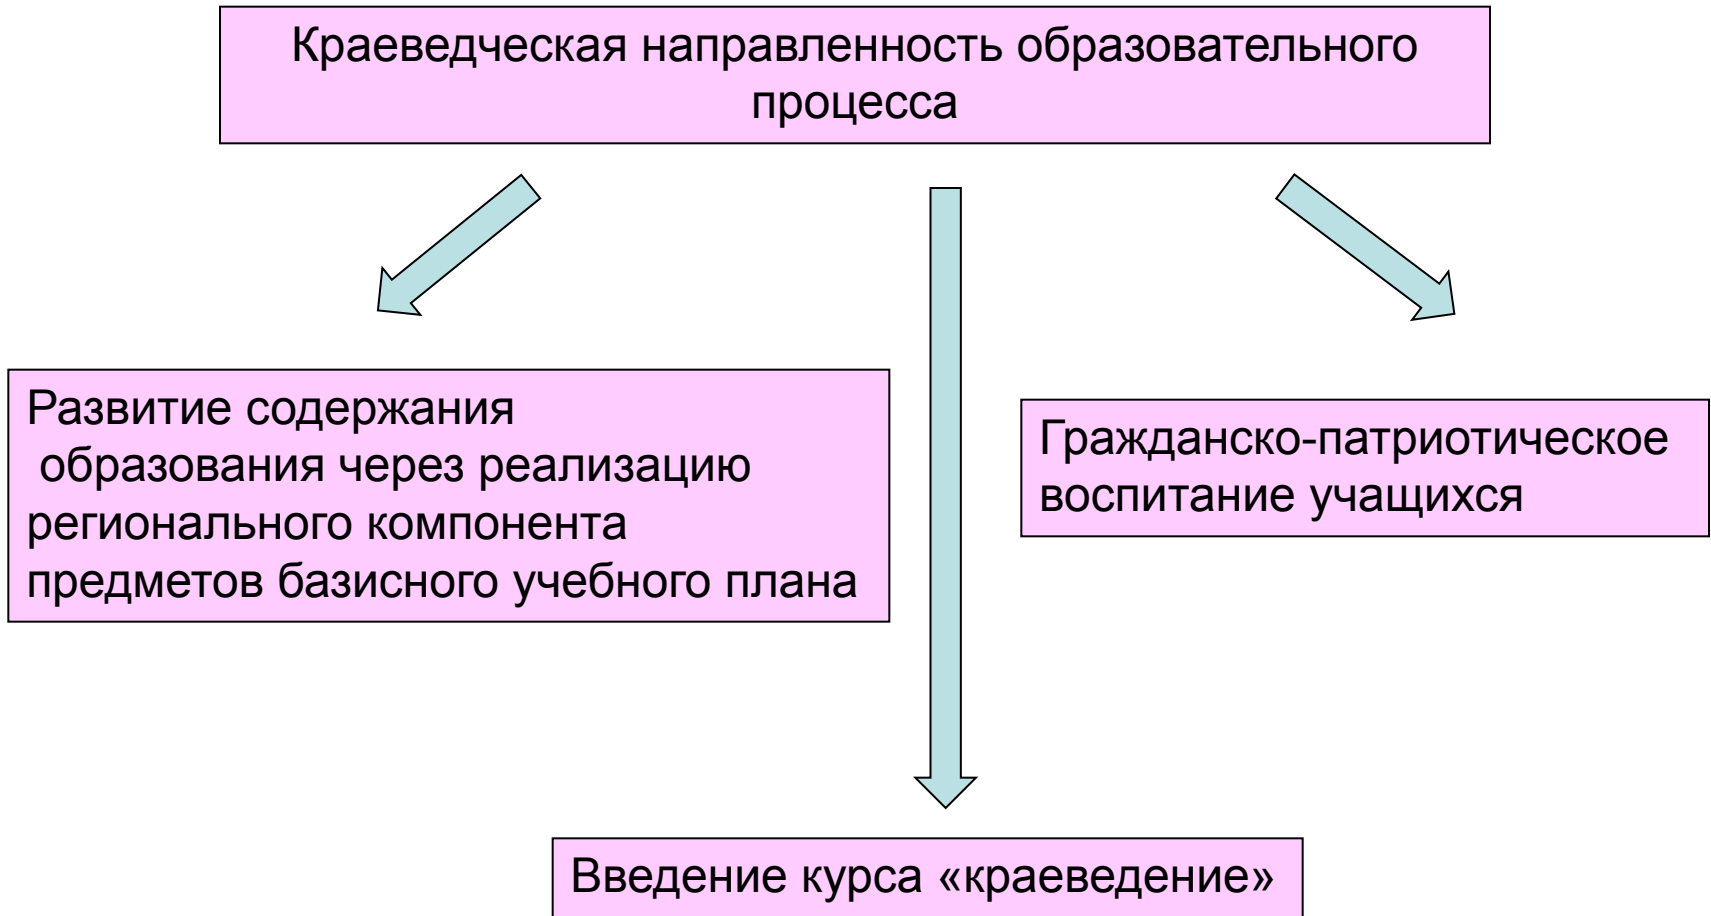 Краеведческая направленность образовательного
процесса
Развитие содержания
образования через реализацию
регионального компонента
предметов базисного учебного плана
Гражданско-патриотическое
воспитание учащихся
Введение курса «краеведение»